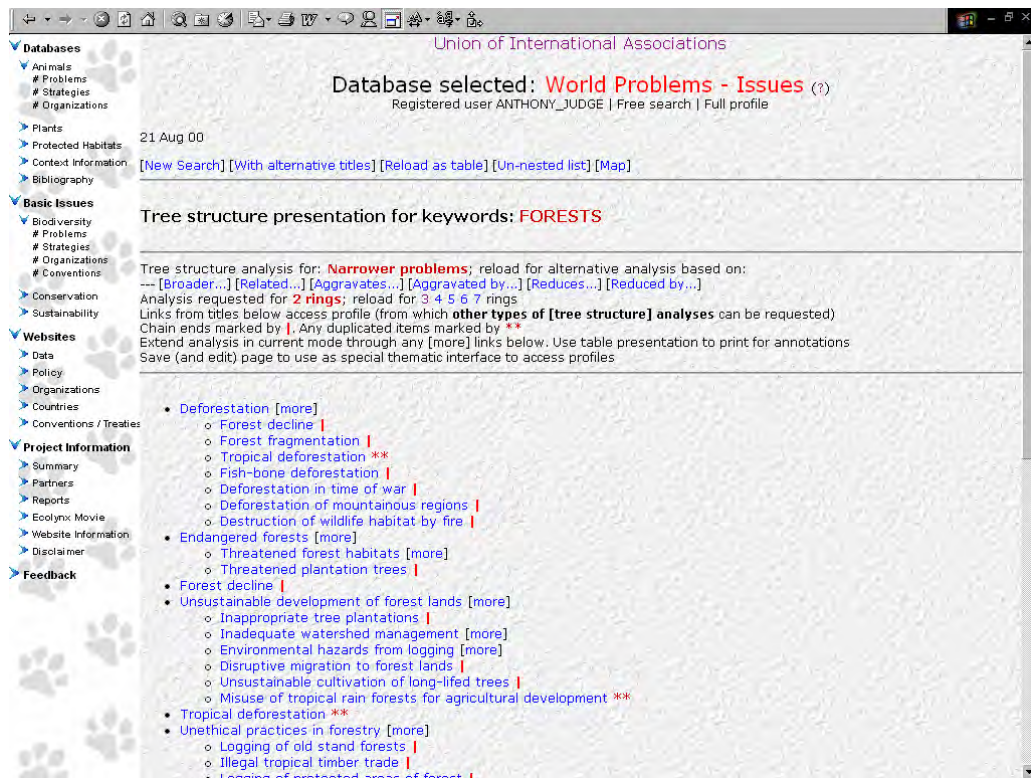 Databases
Animals
# Problems
# Strategies
# Organizations
Plants
Protected Habitats
Context Information
Bibliography
Basic Issues
Biodiversity
# Problems
# Strategies
# Organizations
# Conventions
Conservation
Sustainability
Websites
Data
Policy
Organizations
Countries
Conventions / Treaties
Project Information
Summary
Partners
Reports
Ecolynx Movie
Website Information
Disclaimer
Feedback
Union of International Associations
Database selected: World Problems - Issues (?)
Registered user ANTHONY_JUDGE | Free search | Full profile
21 Aug 00
[New Search] [With alternative titles] [Reload as table] [Un-nested list] [Map]
Tree structure presentation for keywords: FORESTS
Tree structure analysis for: Narrower problems; reload for alternative analysis based on:
--- [Broader...] [Related...] [Aggravates...] [Aggravated by...] [Reduces...] [Reduced by...]
Analysis requested for 2 rings; reload for 3 4 5 6 7 rings
Links from titles below access profile (from which other types of [tree structure] analyses can be requested)
Chain ends marked by |. Any duplicated items marked by **
Extend analysis in current mode through any [more] links below. Use table presentation to print for annotations
Save (and edit) page to use as special thematic interface to access profiles
• Deforestation [more]
o Forest decline |
o Forest fragmentation |
o Tropical deforestation **
o Fish-bone deforestation |
o Deforestation in time of war |
o Deforestation of mountainous regions |
o Destruction of wildlife habitat by fire |
• Endangered forests [more]
o Threatened forest habitats [more]
o Threatened plantation trees |
• Forest decline |
• Unsustainable development of forest lands [more]
o Inappropriate tree plantations |
o Inadequate watershed management [more]
o Environmental hazards from logging [more]
o Disruptive migration to forest lands |
o Unsustainable cultivation of long-lifed trees |
o Misuse of tropical rain forests for agricultural development **
• Tropical deforestation **
• Unethical practices in forestry [more]
o Logging of old stand forests |
o Illegal tropical timber trade |
o Logging of protected areas of forest |